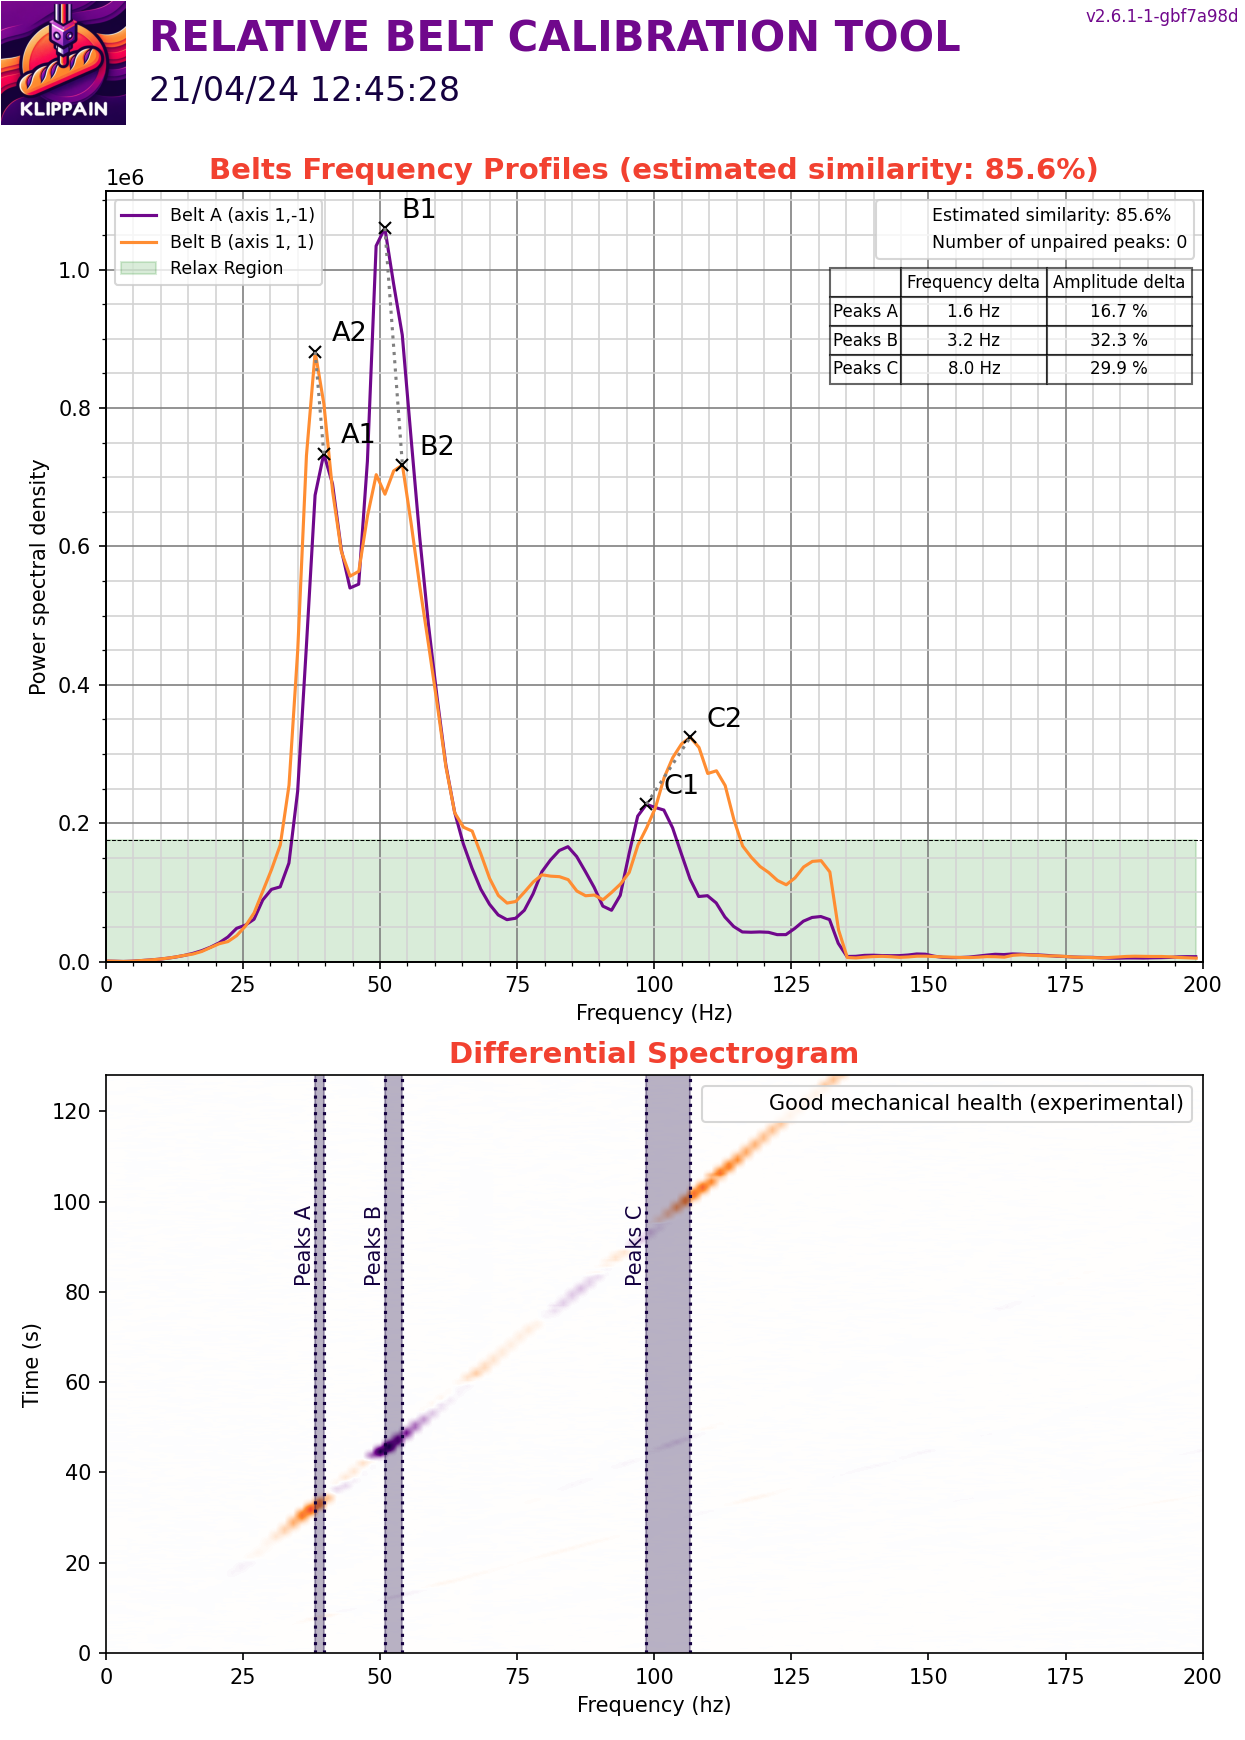 v2.6.1-1-gbf7a98d
RELATIVE BELT CALIBRATION TOOL
21/04/24 12:45:28
KLIPPAIN
Belts Frequency Profiles (estimated similarity: 85.6%)
1e6
Belt A (axis 1,-1)
Belt B (axis 1, 1)
Relax Region
Estimated similarity: 85.6%
Number of unpaired peaks: 0
Frequency delta Amplitude delta
Peaks A 1.6 Hz 16.7 %
Peaks B 3.2 Hz 32.3 %
Peaks C 8.0 Hz 29.9 %
B1
A2
A1
B2
C2
C1
Power spectral density
1.0
0.8
0.6
0.4
0.2
0.0
0 25 50 75 100 125 150 175 200
Frequency (Hz)
Differential Spectrogram
Good mechanical health (experimental)
Peaks A
Peaks B
Peaks C
Time (s)
120
100
80
60
40
20
0
0 25 50 75 100 125 150 175 200
Frequency (hz)